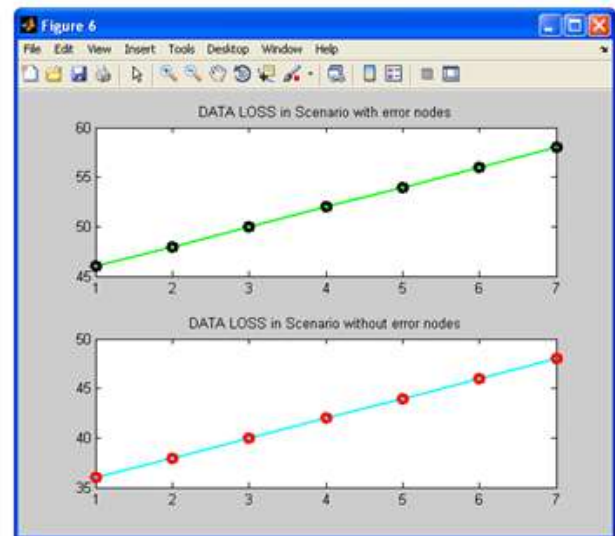 Figure 6
File Edit View Insert Tools Desktop Window Help
DATA LOSS in Scenario with error nodes
60
55
50
45
1 2 3 4 5 6 7
DATA LOSS in Scenario without error nodes
50
45
40
35
1 2 3 4 5 6 7